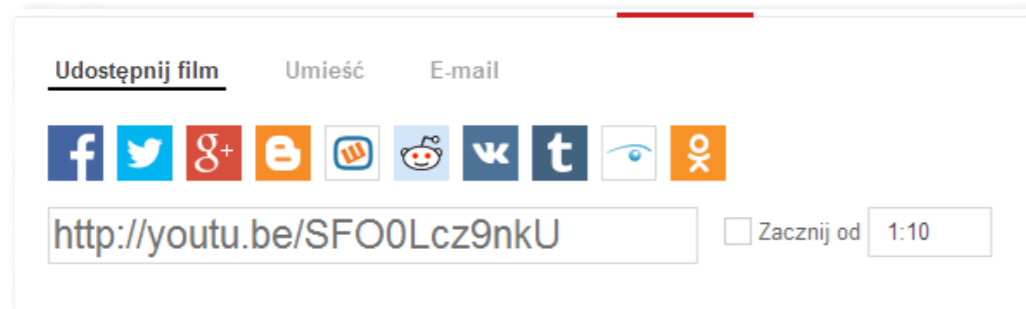 Udostępnij film Umieść E-mail
http://youtu.be/SFO0Lcz9nkU Zacznij od 1:10